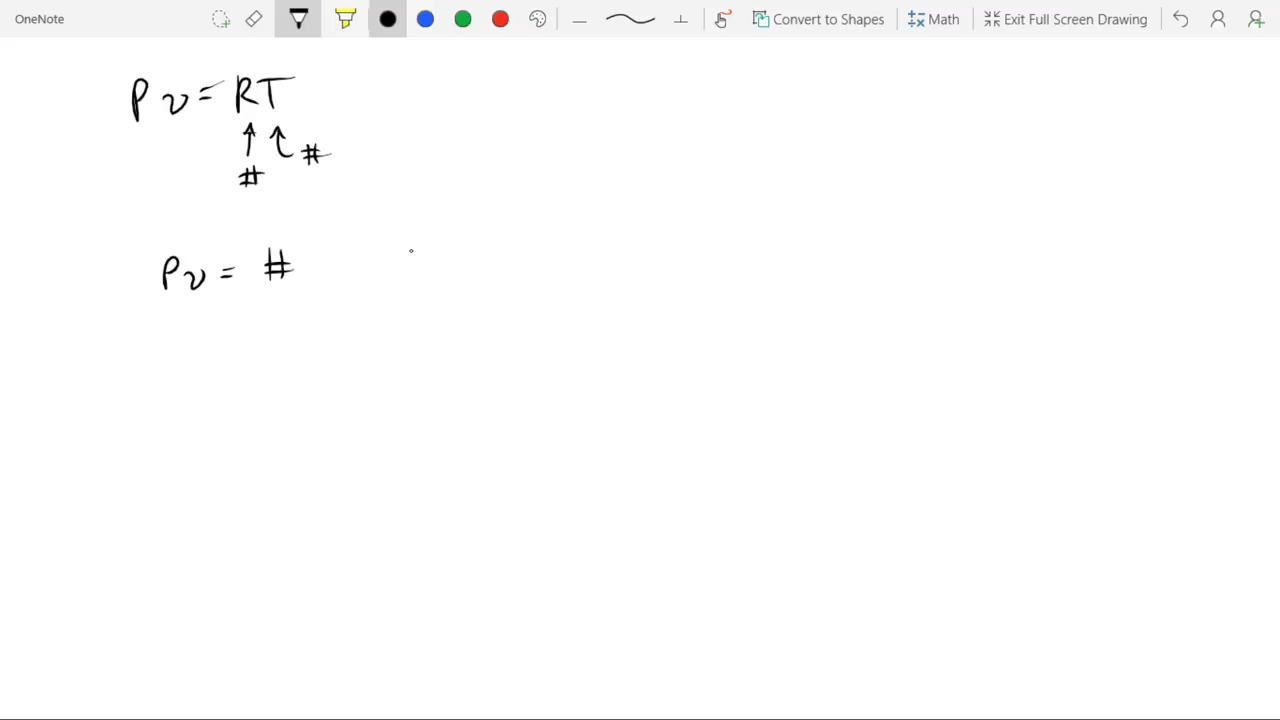 OneNote
Convert to Shapes
Math
Exit Full Screen Drawing
Pv = RT
#
#
Pv = #